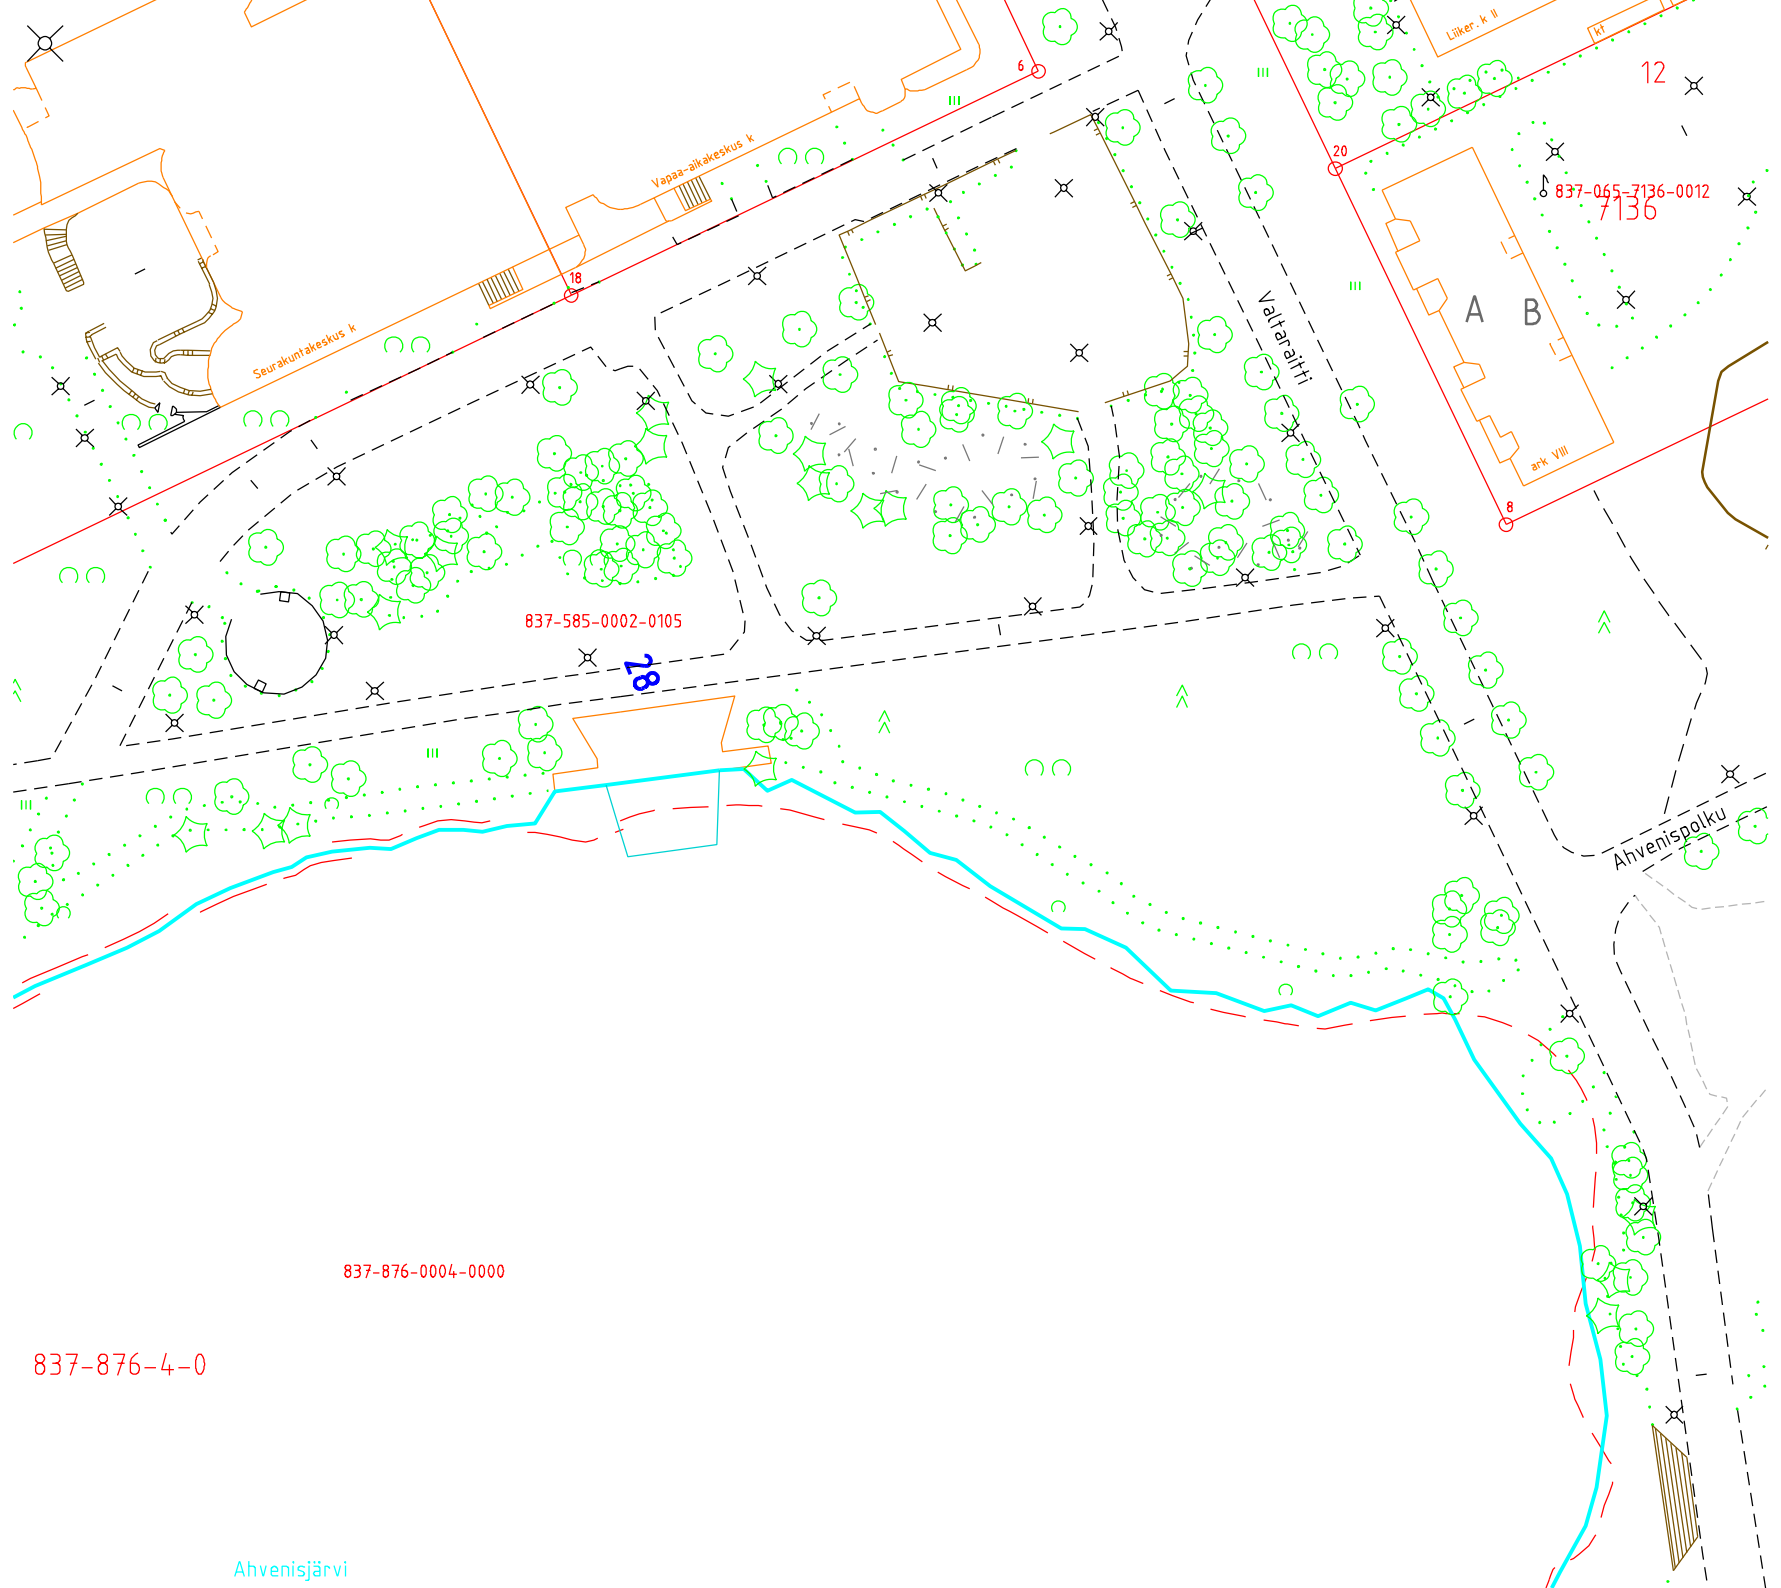 Liiker. k II
kt
6
12
Vapaa-aikakeskus k
20
837-065-7136-0012
7136
18
A
B
Valtaraitti
Seurakuntakeskus k
ark VIII
8
837-585-0002-0105
28
Ahvenispolku
837-876-0004-0000
837-876-4-0
Ahvenisjärvi